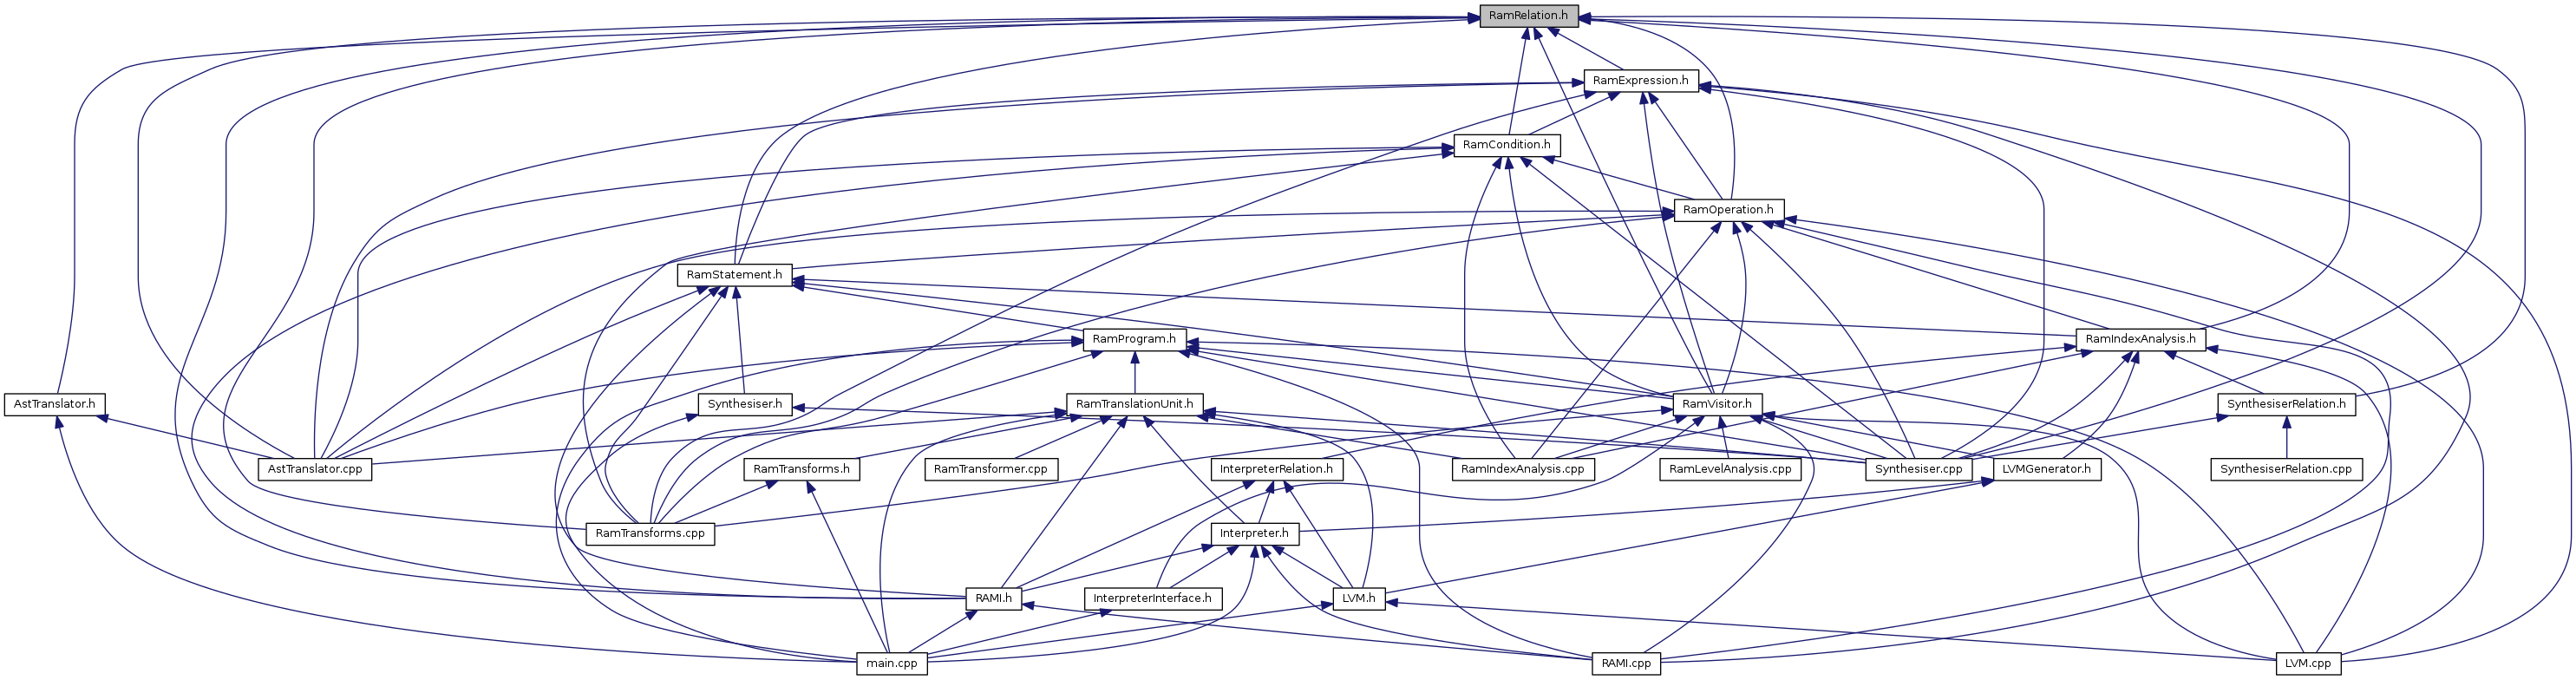 RamRelation.h
RamExpression.h
RamCondition.h
RamOperation.h
RamStatement.h
RamProgram.h
RamIndexAnalysis.h
AstTranslator.h
Synthesiser.h
RamTranslationUnit.h
RamVisitor.h
SynthesiserRelation.h
AstTranslator.cpp
RamTransforms.h
RamTransformer.cpp
InterpreterRelation.h
RamIndexAnalysis.cpp
RamLevelAnalysis.cpp
Synthesiser.cpp
LVMGenerator.h
SynthesiserRelation.cpp
RamTransforms.cpp
Interpreter.h
RAMI.h
InterpreterInterface.h
LVM.h
main.cpp
RAMI.cpp
LVM.cpp